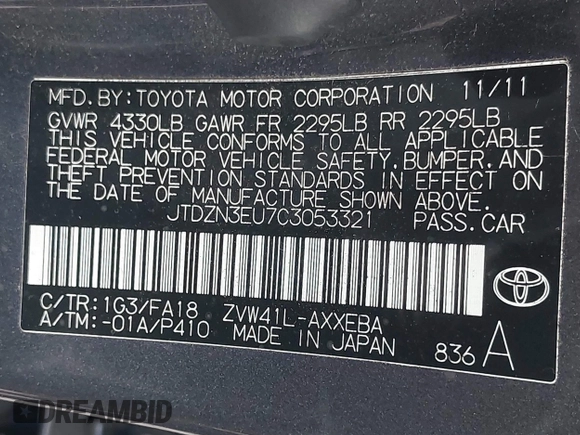 MFD.BY:TOYOTA MOTOR CORPORATION 11/11
GVWR 4330LB GAWR FR 2295LB RR 2295LB
THIS VEHICLE CONFORMS TO ALL APPLICABLE
FEDERAL MOTOR VEHICLE SAFETY,BUMPER,AND
THEFT PREVENTION STANDARDS IN EFFECT ON
THE DATE OF MANUFACTURE SHOWN ABOVE.
JTDZN3EU7C3053321 PASS.CAR
C/TR:1G3/FA18 ZVW41L-AXXEBA
A/TM:-01A/P410 MADE IN JAPAN
836 A
DREAMBID